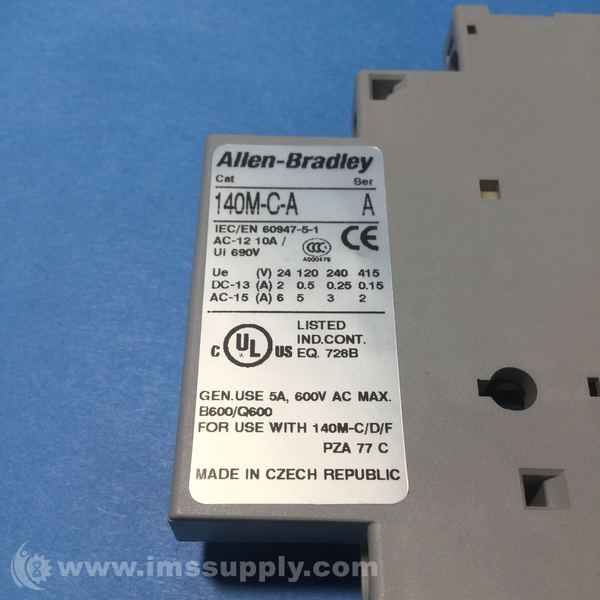 Allen-Bradley
Cat Ser
140M-C-A A
IEC/EN 60947-5-1
AC-12 10A /
Ui 690V
CCC
A000478
CE
Ue (V) 24 120 240 415
DC-13 (A) 2 0.5 0.25 0.15
AC-15 (A) 6 5 3 2
LISTED
IND.CONT.
C UL US EQ. 728B
GEN.USE 5A, 600V AC MAX.
B600/Q600
FOR USE WITH 140M-C/D/F
PZA 77 C
MADE IN CZECH REPUBLIC
www.imssupply.com